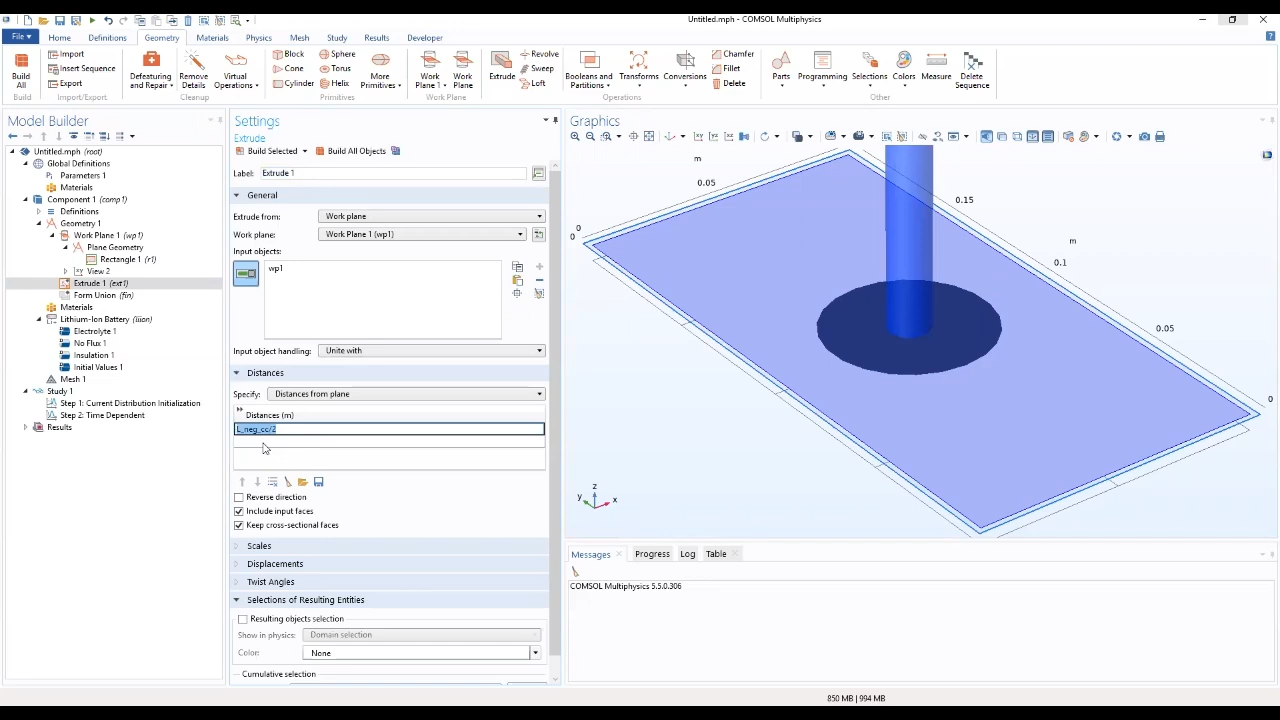 Untitled.mph - COMSOL Multiphysics
File Home Definitions Geometry Materials Physics Mesh Study Results Developer
Build All
Build
Import
Insert Sequence
Export
Import/Export
Defeaturing and Repair
Remove Details
Virtual Operations
Cleanup
Block Sphere
Cone Torus
Cylinder Helix
More Primitives
Primitives
Work Plane 1
Work Plane
Work Plane
Extrude
Revolve
Sweep
Loft
Booleans and Partitions
Transforms
Conversions
Chamfer
Fillet
Delete
Operations
Parts
Programming
Selections
Colors
Measure
Delete Sequence
Other
Model Builder
Untitled.mph (root)
Global Definitions
Parameters 1
Materials
Component 1 (comp1)
Definitions
Geometry 1
Work Plane 1 (wp1)
Plane Geometry
Rectangle 1 (r1)
View 2
Extrude 1 (ext1)
Form Union (fin)
Materials
Lithium-Ion Battery (liion)
Electrolyte 1
No Flux 1
Insulation 1
Initial Values 1
Mesh 1
Study 1
Step 1: Current Distribution Initialization
Step 2: Time Dependent
Results
Settings
Extrude
Build Selected Build All Objects
Label: Extrude 1
General
Extrude from: Work plane
Work plane: Work Plane 1 (wp1)
Input objects:
wp1
Input object handling: Unite with
Distances
Specify: Distances from plane
Distances (m)
L_neg_cc/2
Reverse direction
Include input faces
Keep cross-sectional faces
Scales
Displacements
Twist Angles
Selections of Resulting Entities
Resulting objects selection
Show in physics: Domain selection
Color: None
Cumulative selection
Graphics
m
0.05
0
0
0.15
m
0.1
0.05
0
z
y
x
Messages Progress Log Table
COMSOL Multiphysics 5.5.0.306
850 MB | 994 MB